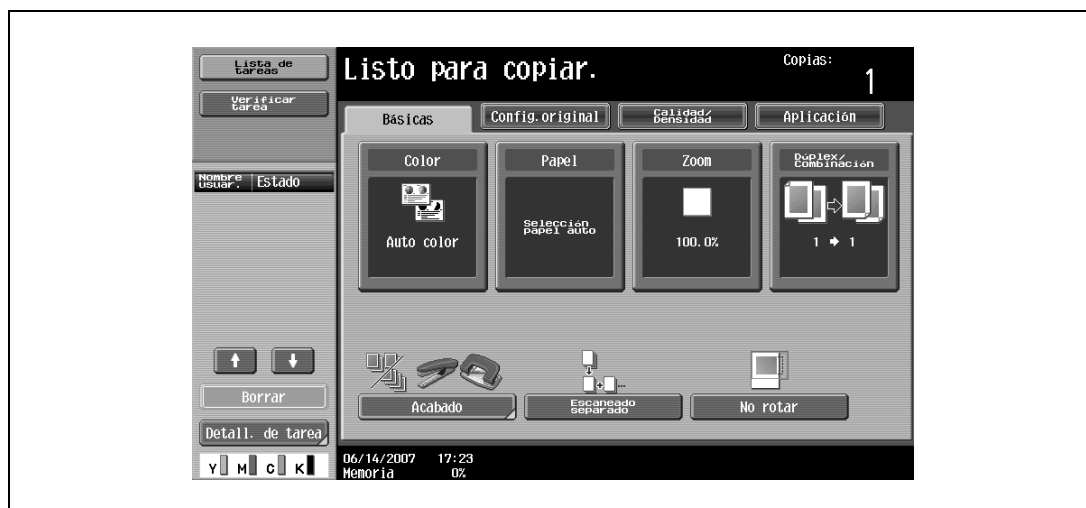 Lista de
tareas
Verificar
tarea
Nombre
usuar.
Estado
Borrar
Detall. de tarea
Y M C K
Listo para copiar.
Copias:
1
Básicas
Config.original
Calidad/
Densidad
Aplicación
Color
Auto color
Papel
Selección
papel auto
Zoom
100.0%
Dúplex/
Combinación
1 → 1
Acabado
Escaneado
separado
No rotar
06/14/2007 17:23
Memoria 0%